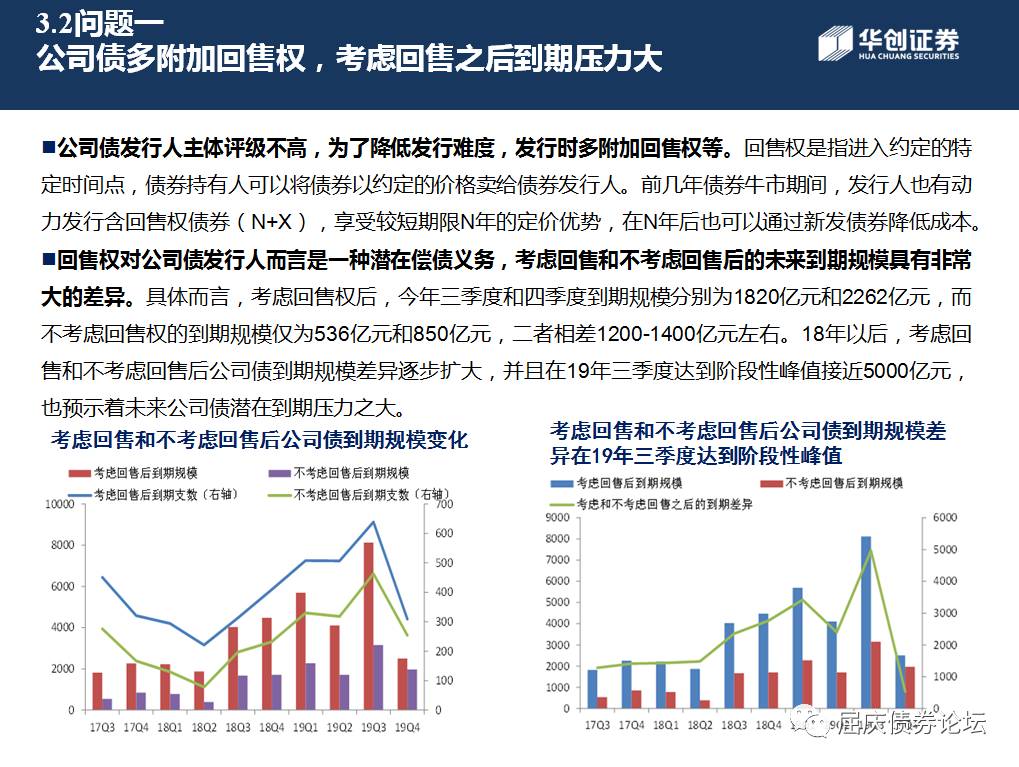 3.2问题一
公司债多附加回售权，考虑回售之后到期压力大
华创证券
HUA CHUANG SECURITIES
■公司债发行人主体评级不高，为了降低发行难度，发行时多附加回售权等。回售权是指进入约定的特
定时间点，债券持有人可以将债券以约定的价格卖给债券发行人。前几年债券牛市期间，发行人也有动
力发行含回售权债券（N+X），享受较短期限N年的定价优势，在N年后也可以通过新发债券降低成本。
■回售权对公司债发行人而言是一种潜在偿债义务，考虑回售和不考虑回售后的未来到期规模具有非常
大的差异。具体而言，考虑回售权后，今年三季度和四季度到期规模分别为1820亿元和2262亿元，而
不考虑回售权的到期规模仅为536亿元和850亿元，二者相差1200-1400亿元左右。18年以后，考虑回
售和不考虑回售后公司债到期规模差异逐步扩大，并且在19年三季度达到阶段性峰值接近5000亿元，
也预示着未来公司债潜在到期压力之大。
考虑回售和不考虑回售后公司债到期规模变化
考虑回售后到期规模 不考虑回售后到期规模
考虑回售后到期支数（右轴） 不考虑回售后到期支数（右轴）
10000 700
600
8000
500
6000
400
4000 300
200
2000
100
0 0
17Q3 17Q4 18Q1 18Q2 18Q3 18Q4 19Q1 19Q2 19Q3 19Q4
考虑回售和不考虑回售后公司债到期规模差
异在19年三季度达到阶段性峰值
考虑回售后到期规模 不考虑回售后到期规模
考虑和不考虑回售之后的到期差异
9000 6000
8000
5000
7000
6000 4000
5000
3000
4000
3000 2000
2000
1000
1000
0 0
17Q3 17Q4 18Q1 18Q2 18Q3 18Q4
屈庆债券论坛